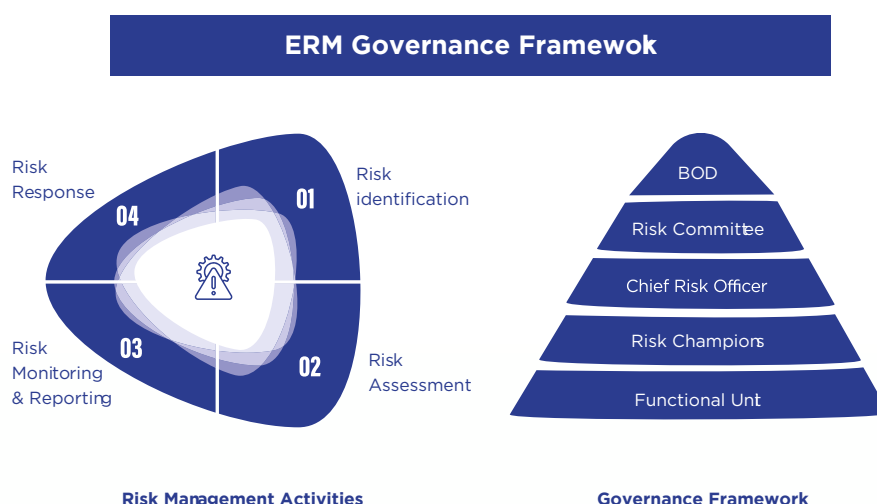 ERM Governance Framewok
Risk
Response
04
01
Risk
identification
Risk
Monitoring
& Reporting
03
02
Risk
Assessment
Risk Management Activities
BOD
Risk Committee
Chief Risk Officer
Risk Champions
Functional Unt
Governance Framework